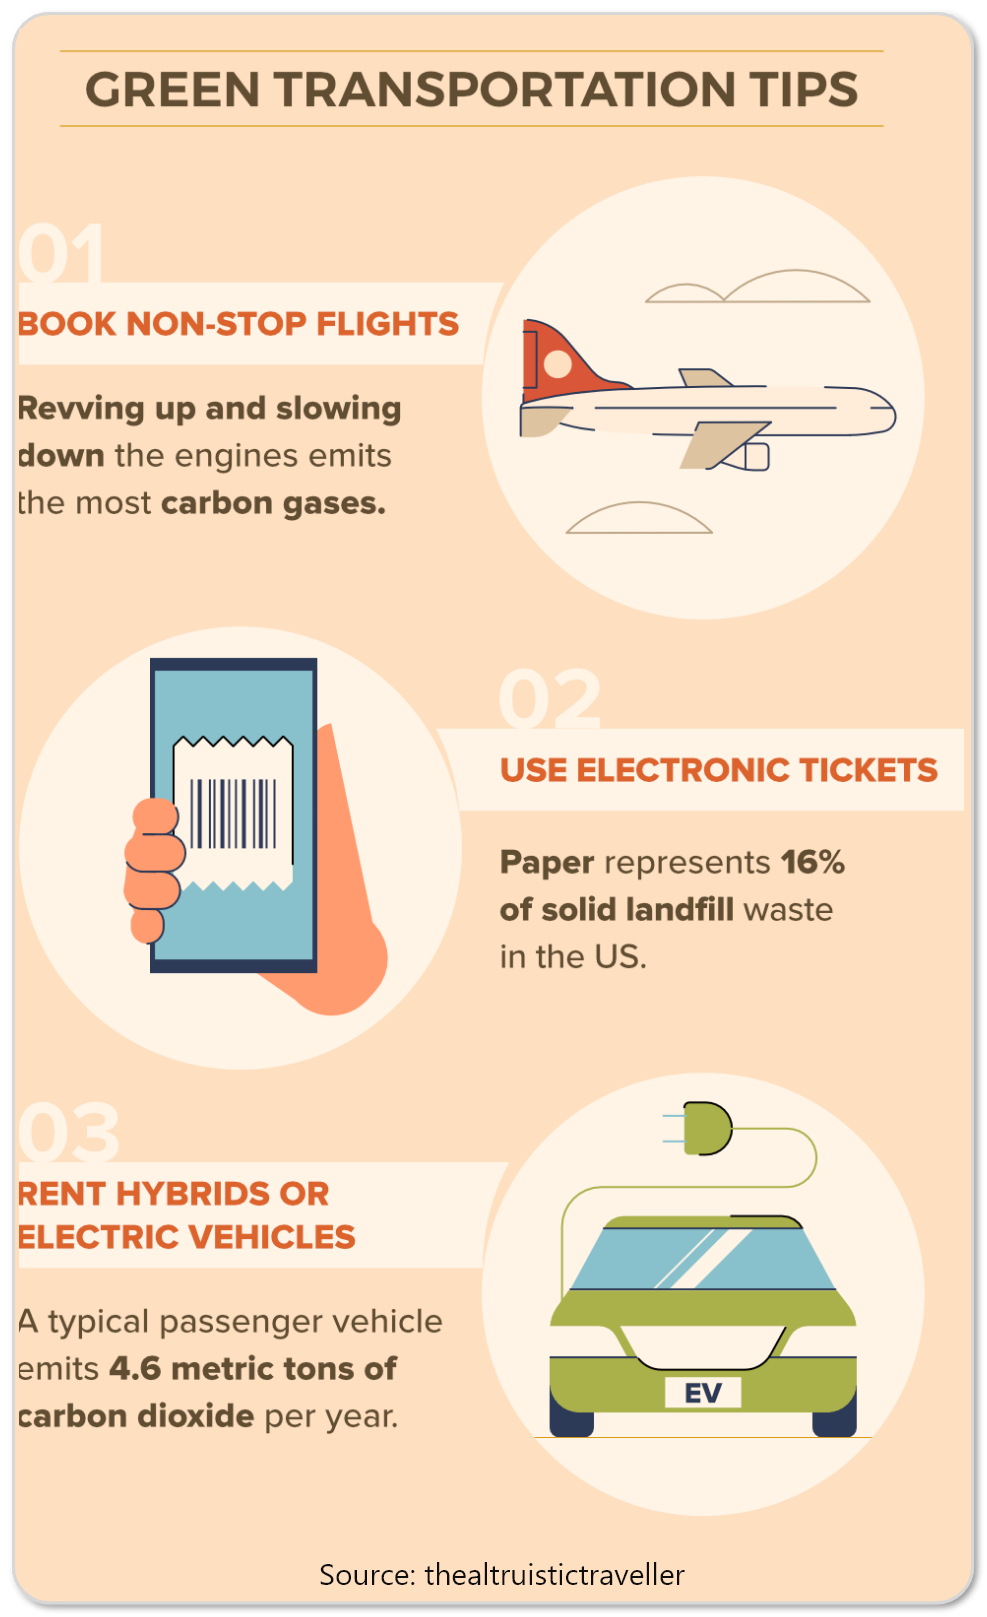 GREEN TRANSPORTATION TIPS
01
BOOK NON-STOP FLIGHTS
Revving up and slowing
down the engines emits
the most carbon gases.
02
USE ELECTRONIC TICKETS
Paper represents 16%
of solid landfill waste
in the US.
03
RENT HYBRIDS OR
ELECTRIC VEHICLES
A typical passenger vehicle
emits 4.6 metric tons of
carbon dioxide per year.
EV
Source: thealtruistictraveller